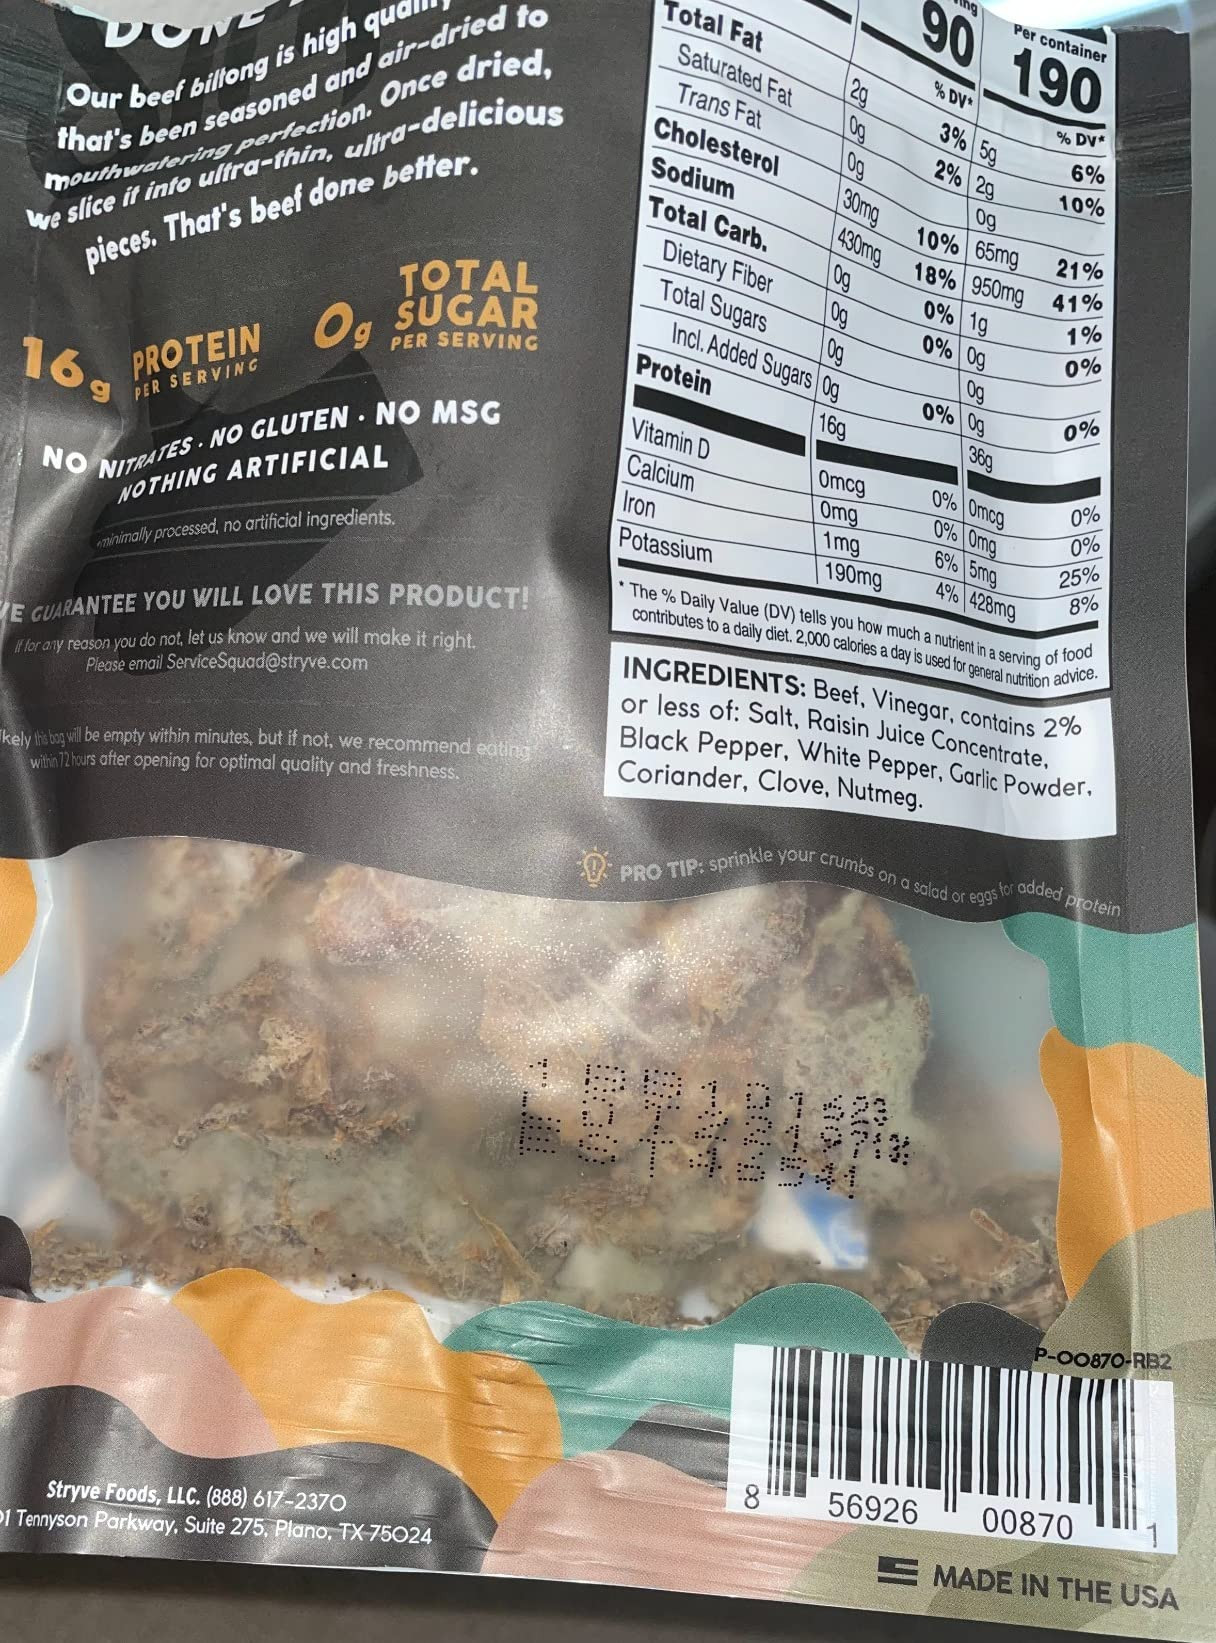 Our beef biltong is high quality
that's been seasoned and air-dried to
mouthwatering perfection. Once dried,
we slice it into ultra-thin, ultra-delicious
pieces. That's beef done better.
16g PROTEIN
PER SERVING
0g TOTAL
SUGAR
PER SERVING
NO NITRATES · NO GLUTEN · NO MSG
NOTHING ARTIFICIAL
minimally processed, no artificial ingredients.
GUARANTEE YOU WILL LOVE THIS PRODUCT!
If for any reason you do not, let us know and we will make it right.
Please email ServiceSquad@stryve.com
this bag will be empty within minutes, but if not, we recommend eating
within 72 hours after opening for optimal quality and freshness.
Per container
90 190
% DV* % DV*
Total Fat 2g 3% 5g 6%
Saturated Fat 0g 2% 2g 10%
Trans Fat 0g 0g
Cholesterol 30mg 10% 65mg 21%
Sodium 430mg 18% 950mg 41%
Total Carb. 0g 0% 1g 1%
Dietary Fiber 0g 0% 0g 0%
Total Sugars 0g 0g
Incl. Added Sugars 0g 0% 0g 0%
Protein 16g 36g
Vitamin D 0mcg 0% 0mcg 0%
Calcium 0mg 0% 0mg 0%
Iron 1mg 6% 5mg 25%
Potassium 190mg 4% 428mg 8%
* The % Daily Value (DV) tells you how much a nutrient in a serving of food
contributes to a daily diet. 2,000 calories a day is used for general nutrition advice.
INGREDIENTS: Beef, Vinegar, contains 2%
or less of: Salt, Raisin Juice Concentrate,
Black Pepper, White Pepper, Garlic Powder,
Coriander, Clove, Nutmeg.
PRO TIP: sprinkle your crumbs on a salad or eggs for added protein
P-00870-RB2
8 56926 00870 1
Stryve Foods, LLC. (888) 617-2370
Tennyson Parkway, Suite 275, Plano, TX 75024
MADE IN THE USA